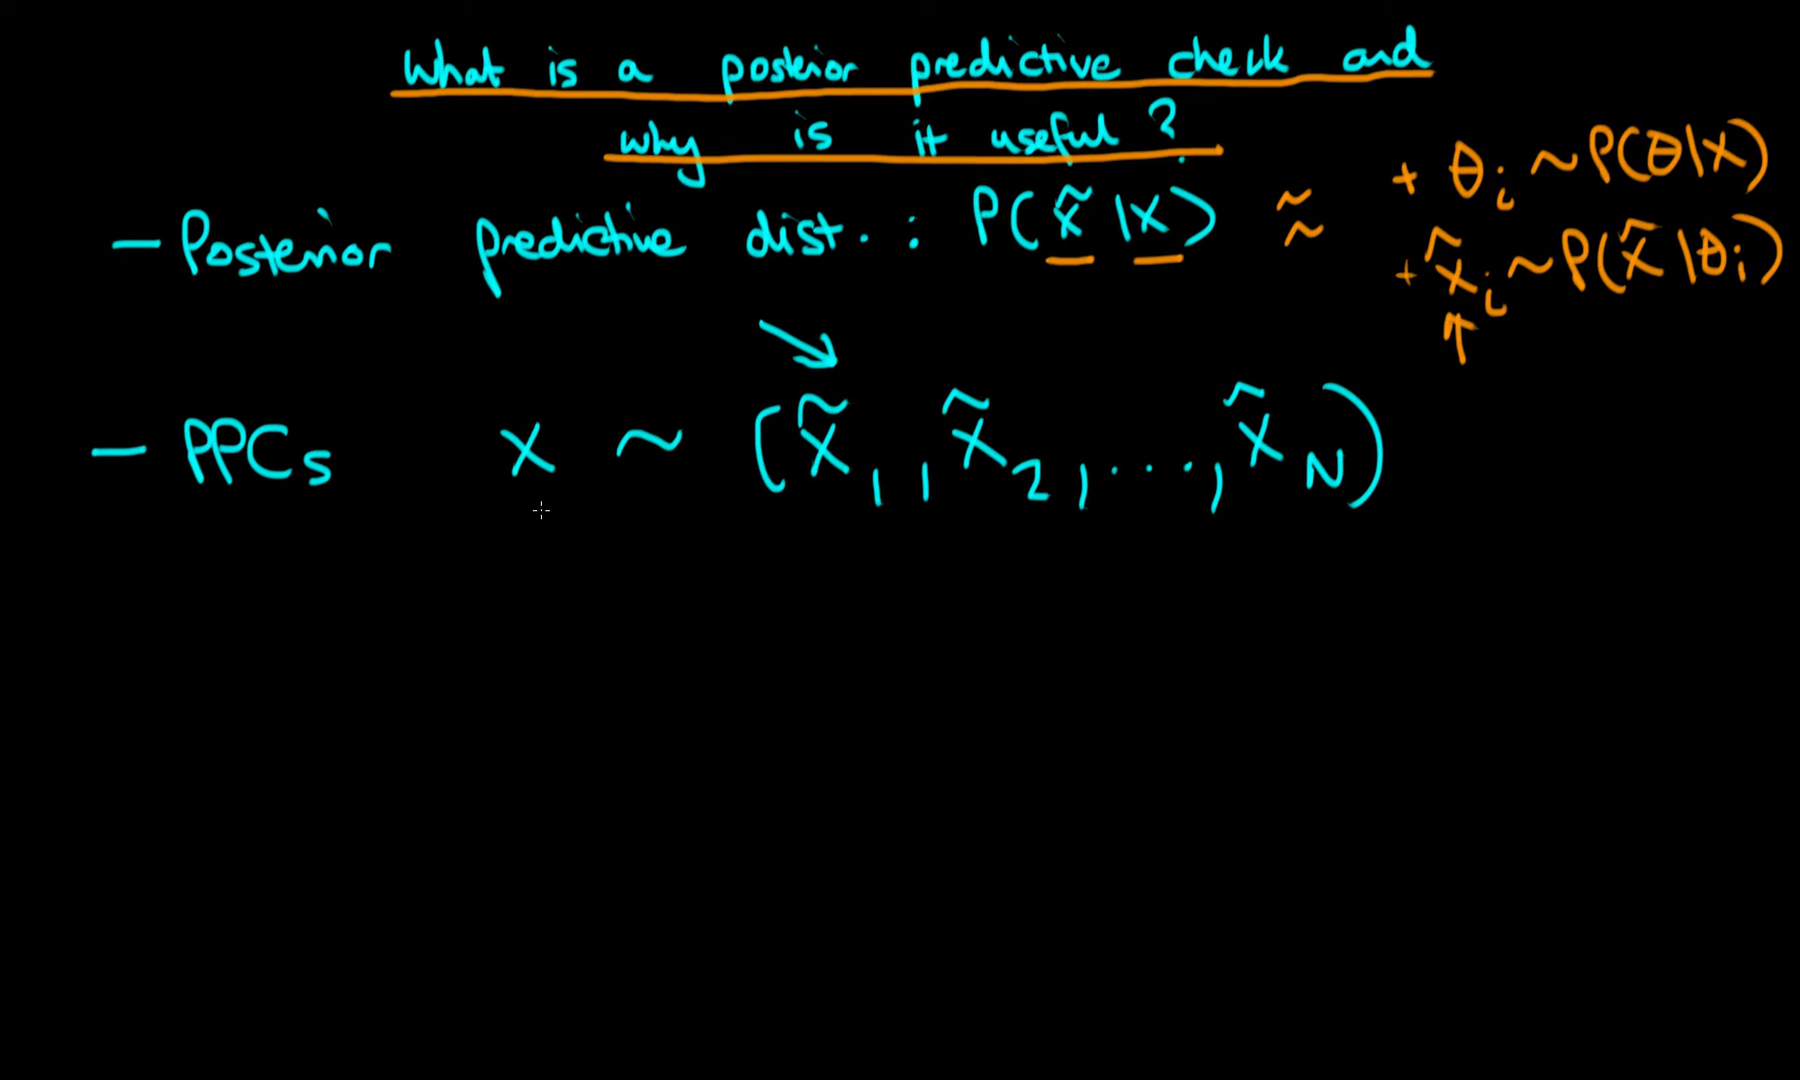 What is a posterior predictive check and
why is it useful?
- Posterior predictive dist. : P(x̃|X) ≈
+ θi ~ P(θ|X)
+ x̃i ~ P(x̃|θi)
- PPCs x ~ (x̃1, x̃2, ..., x̃N)